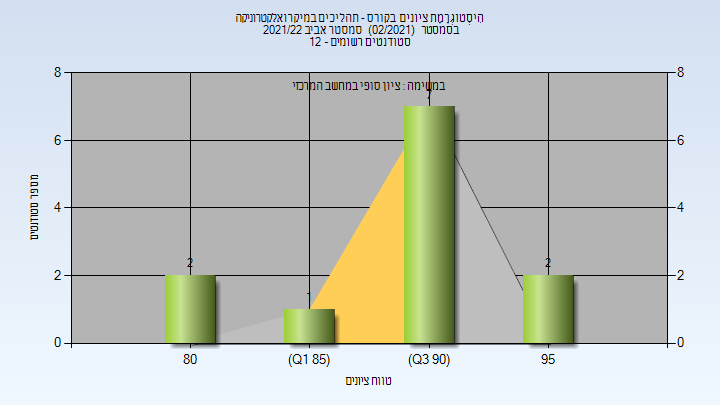 היסטוגרמת ציונים בקורס - תהליכים במיקרואלקטרוניקה
בסמסטר (02/2021) סמסטר אביב 2021/22
סטודנטים רשומים - 12
במשימה : ציון סופי במחשב המרכזי
מספר סטודנטים
8
6
4
2
0
8
6
4
2
0
2
1
7
2
80
(Q1 85)
(Q3 90)
95
טווח ציונים